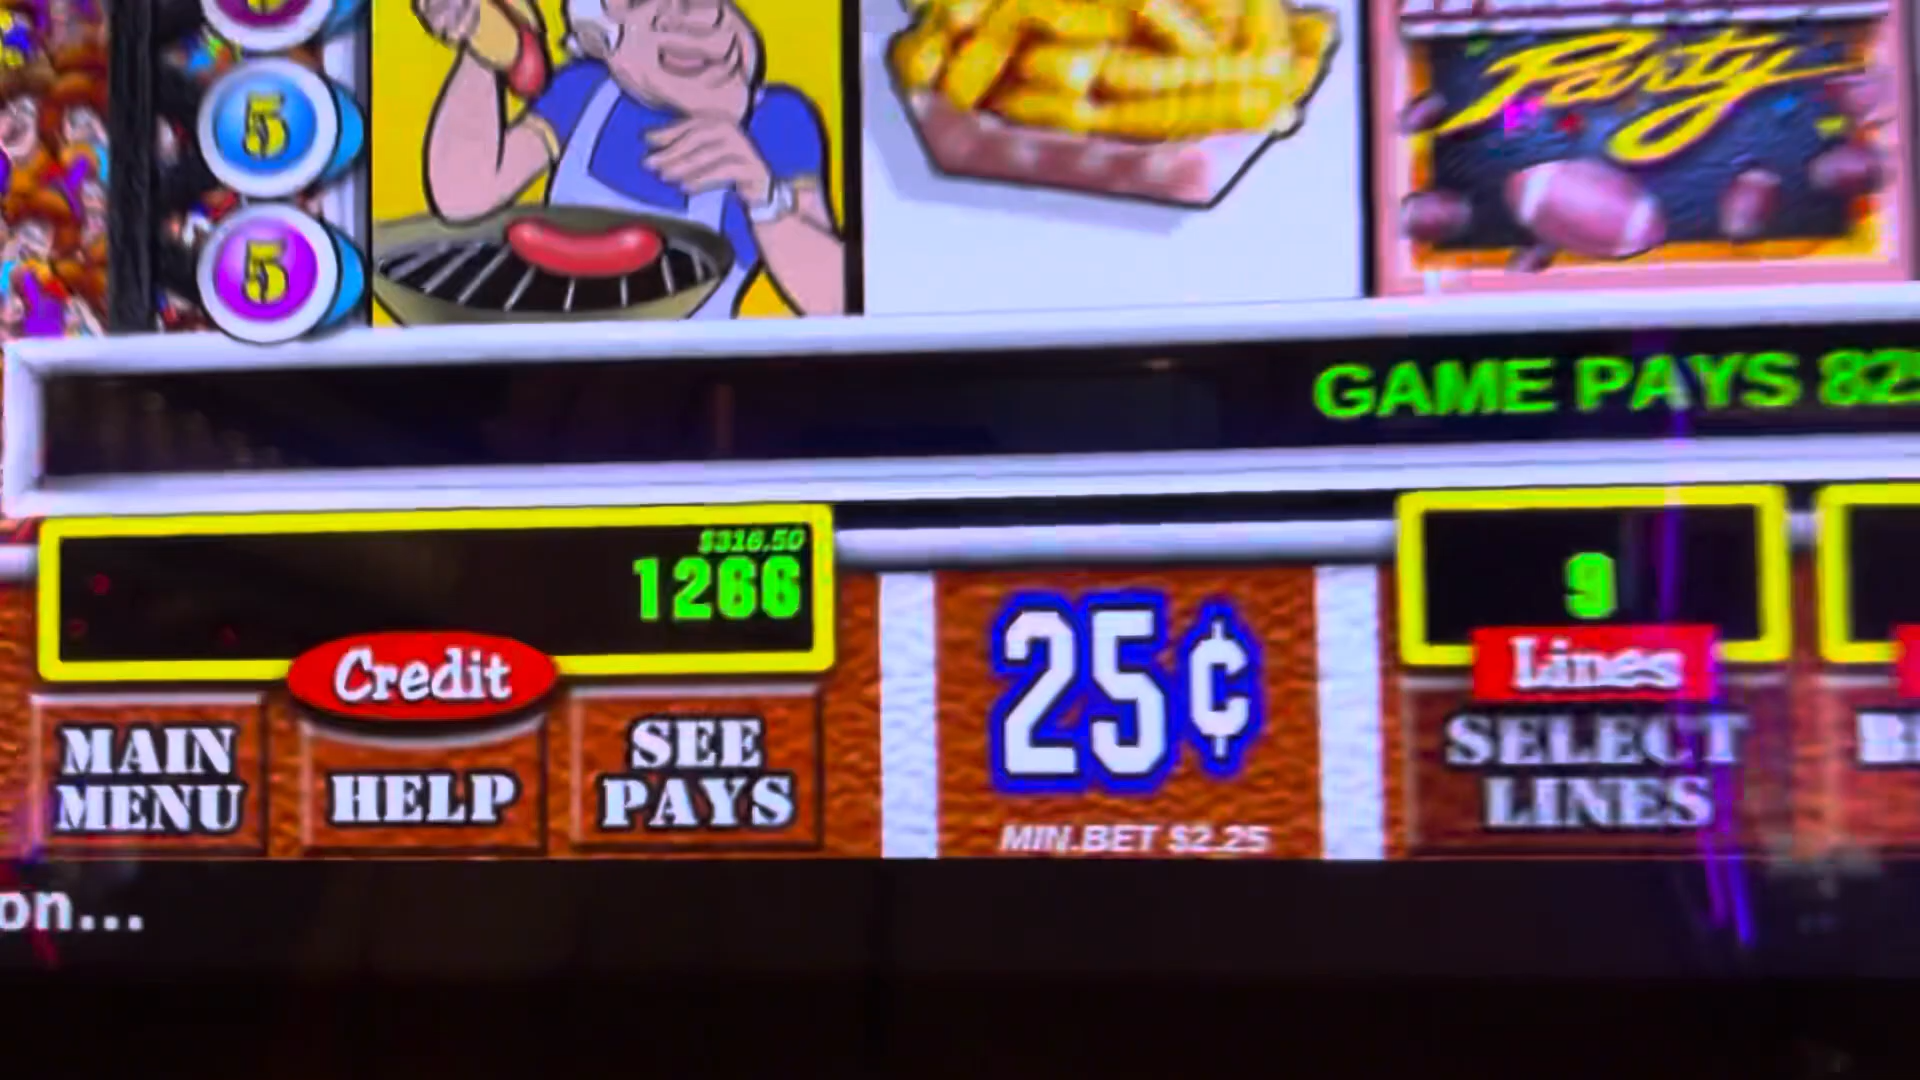 Party
5
5
GAME PAYS 82
$316.50
1266
Credit
MAIN
MENU
HELP
SEE
PAYS
25¢
MIN.BET $2.25
9
Lines
SELECT
LINES
on...